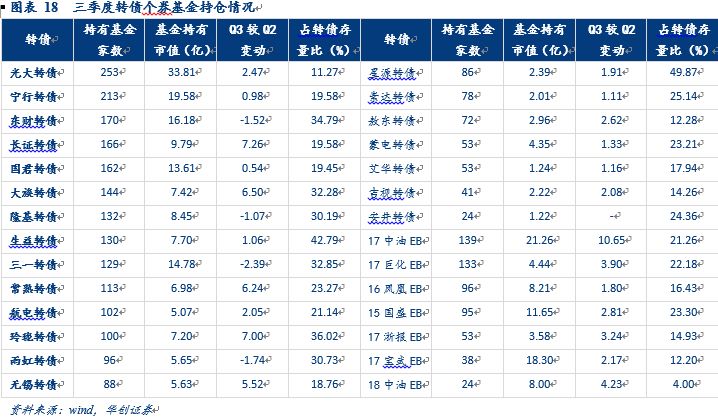 图表 18 三季度转债个券基金持仓情况
转债 持有基金家数 基金持有市值（亿） Q3 较 Q2 变动 占转债存量比（%） 转债 持有基金家数 基金持有市值（亿） Q3 较 Q2 变动 占转债存量比（%）
光大转债 253 33.81 2.47 11.27 星源转债 86 2.39 1.91 49.87
宁行转债 213 19.58 0.98 19.58 崇达转债 78 2.01 1.11 25.14
东财转债 170 16.18 -1.52 34.79 敖东转债 72 2.96 2.62 12.28
长证转债 166 9.79 7.26 19.58 蒙电转债 53 4.35 1.33 23.21
国君转债 162 13.61 0.54 19.45 艾华转债 53 1.24 1.16 17.94
大族转债 144 7.42 6.50 32.28 吉视转债 41 2.22 2.08 14.26
隆基转债 132 8.45 -1.07 30.19 安井转债 24 1.22 - 24.36
生益转债 130 7.70 1.06 42.79 17 中油 EB 139 21.26 10.65 21.26
三一转债 129 14.78 -2.39 32.85 17 巨化 EB 133 4.44 3.90 22.18
常熟转债 113 6.98 6.24 23.27 16 凤凰 EB 96 8.21 1.80 16.43
航电转债 102 5.07 2.05 21.14 15 国盛 EB 95 11.65 2.81 23.30
玲珑转债 100 7.20 7.00 36.02 17 浙报 EB 53 3.58 3.24 14.93
雨虹转债 96 5.65 -1.74 30.73 17 宝武 EB 38 18.30 2.17 12.20
无锡转债 88 5.63 5.52 18.76 18 中油 EB 24 8.00 4.23 4.00
资料来源：wind，华创证券